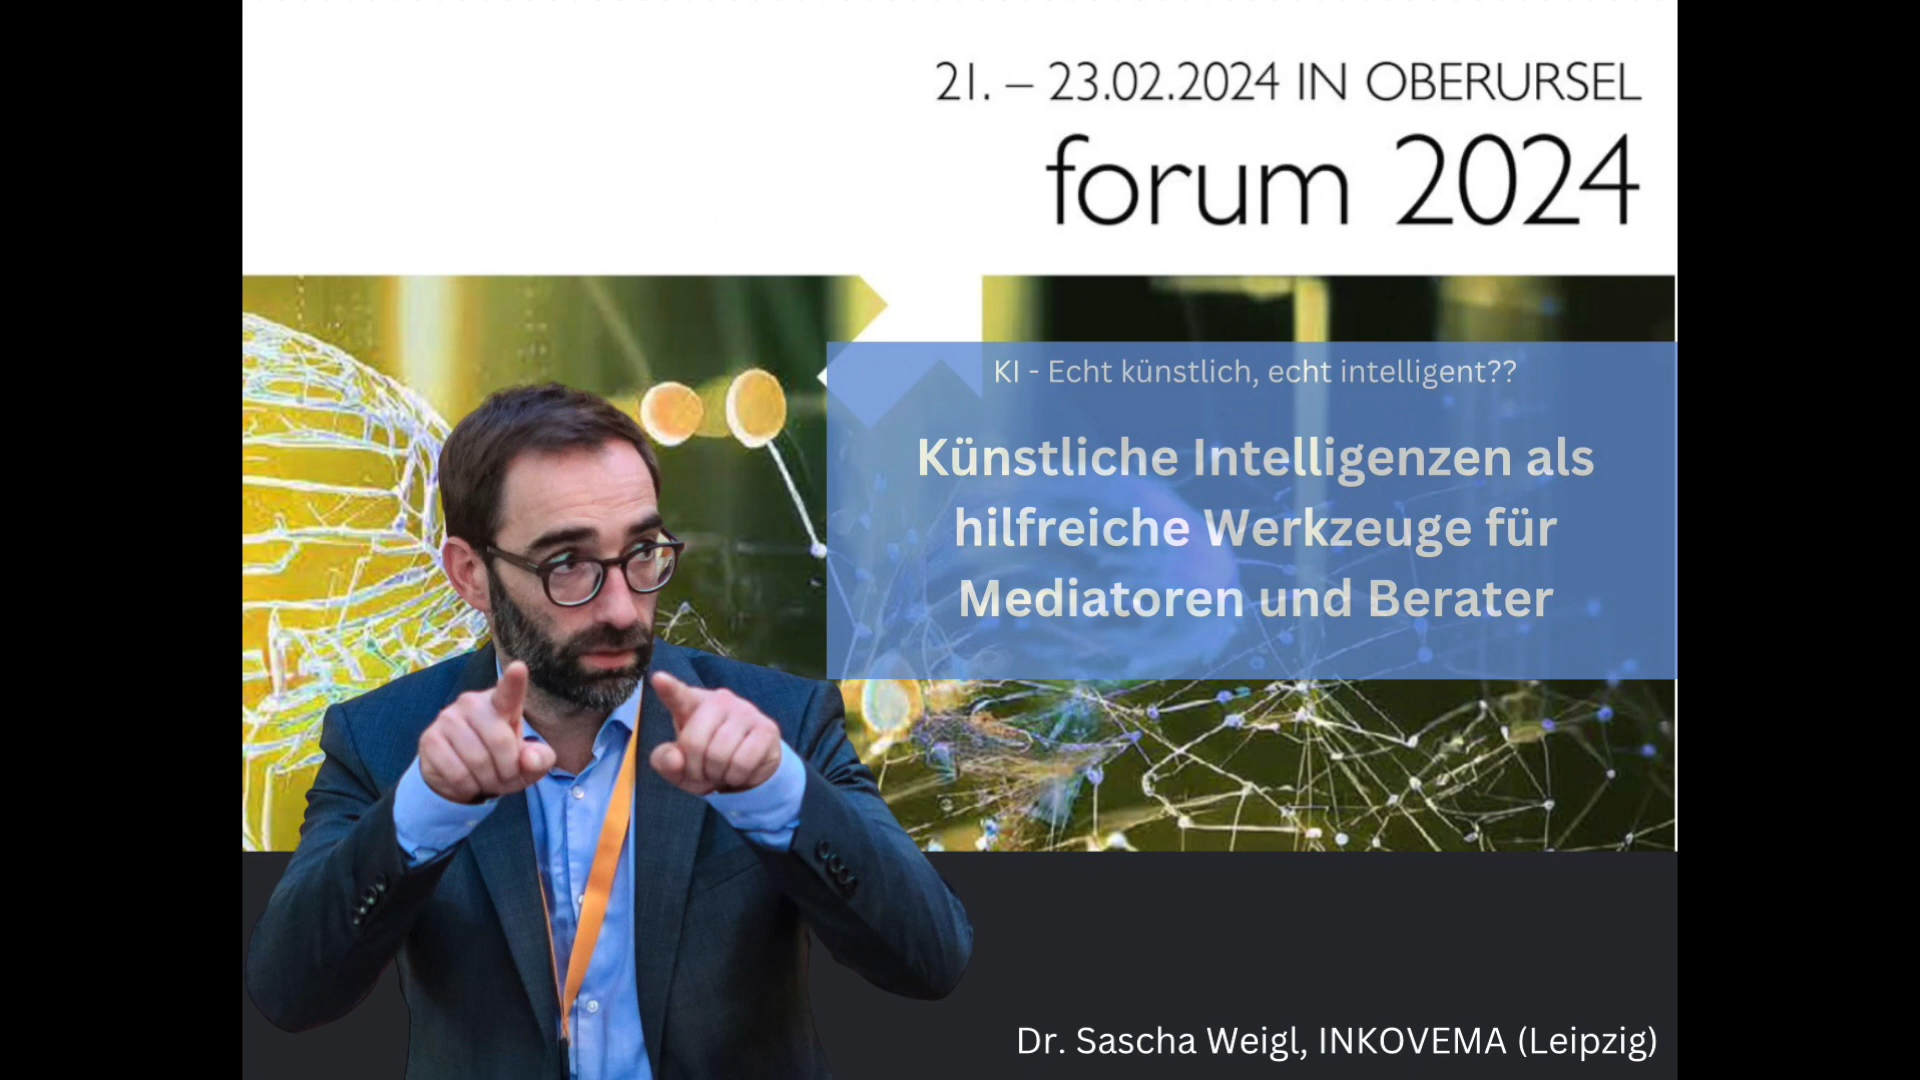 21. – 23.02.2024 IN OBERURSEL
forum 2024
KI - Echt künstlich, echt intelligent??
Künstliche Intelligenzen als
hilfreiche Werkzeuge für
Mediatoren und Berater
Dr. Sascha Weigl, INKOVEMA (Leipzig)